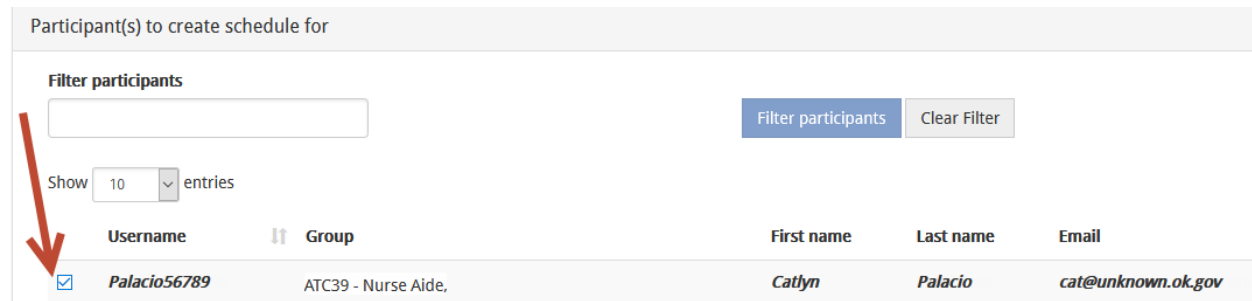 Participant(s) to create schedule for
Filter participants
Filter participants Clear Filter
Show 10 entries
Username Group First name Last name Email
Palacio56789 ATC39 - Nurse Aide, Catlyn Palacio cat@unknown.ok.gov